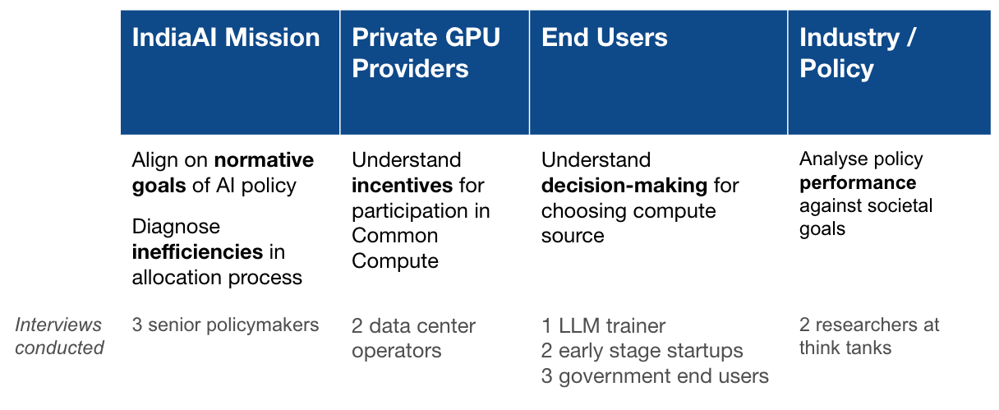 IndiaAI Mission
Private GPU
Providers
End Users
Industry /
Policy
Align on normative
goals of AI policy
Diagnose
inefficiencies in
allocation process
Understand
incentives for
participation in
Common
Compute
Understand
decision-making for
choosing compute
source
Analyse policy
performance
against societal
goals
Interviews
conducted
3 senior policymakers
2 data center
operators
1 LLM trainer
2 early stage startups
3 government end users
2 researchers at
think tanks